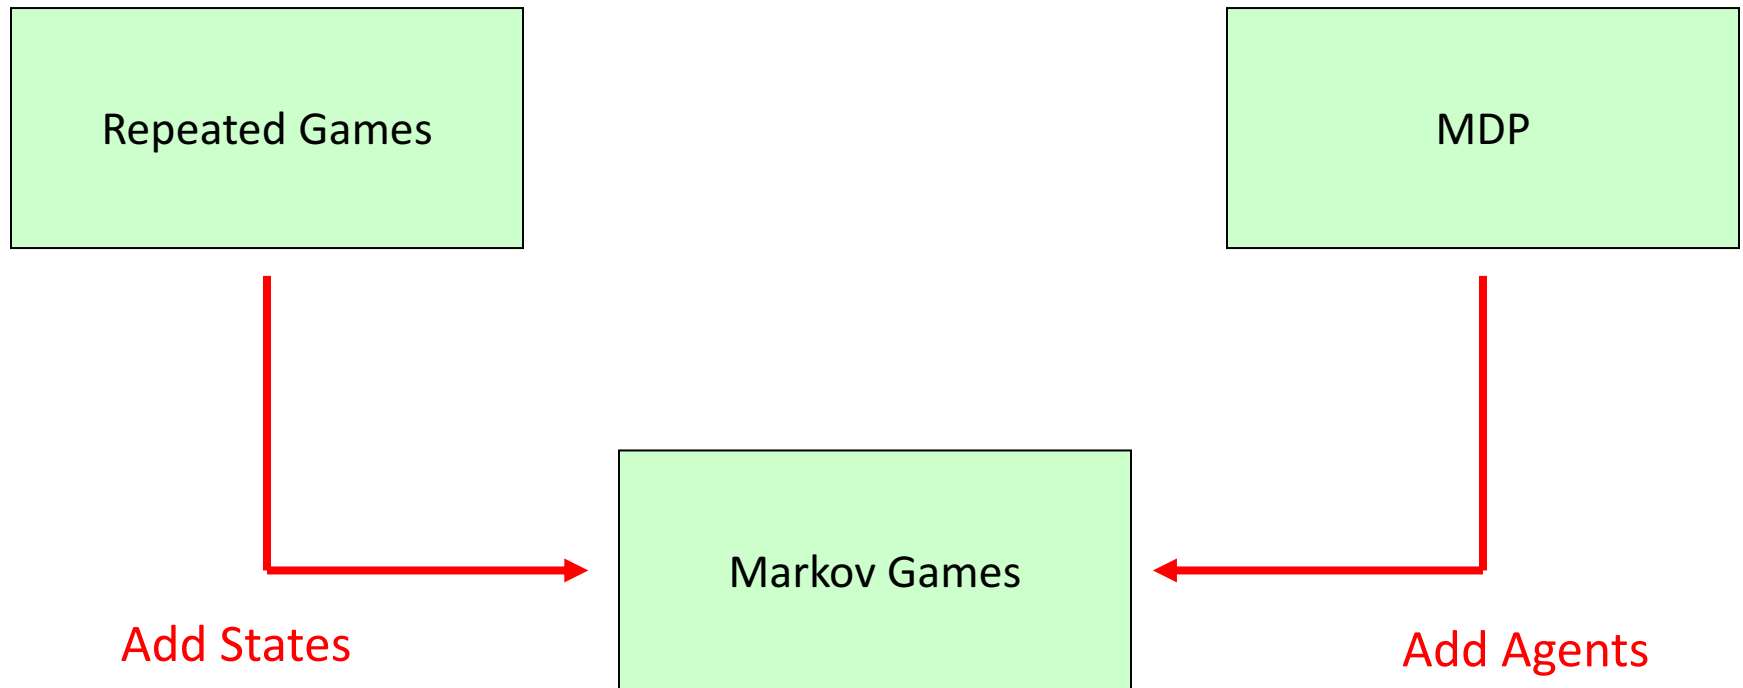 Repeated Games
MDP
Markov Games
Add States
Add Agents